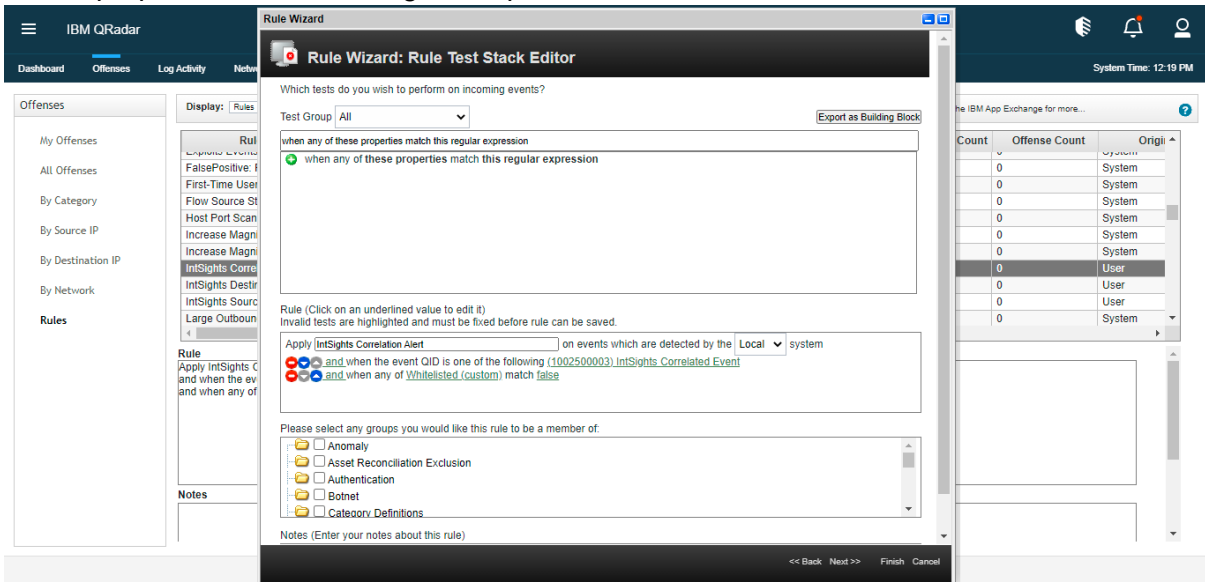 IBM QRadar
Dashboard Offenses Log Activity
System Time: 12:19 PM
Rule Wizard
Rule Wizard: Rule Test Stack Editor
Which tests do you wish to perform on incoming events?
Test Group All
Export as Building Block
when any of these properties match this regular expression
when any of these properties match this regular expression
Rule (Click on an underlined value to edit it)
Invalid tests are highlighted and must be fixed before rule can be saved.
Apply IntSights Correlation Alert on events which are detected by the Local system
and when the event QID is one of the following (1002500003) IntSights Correlated Event
and when any of Whitelisted (custom) match false
Please select any groups you would like this rule to be a member of:
Anomaly
Asset Reconciliation Exclusion
Authentication
Botnet
Category Definitions
Notes (Enter your notes about this rule)
<< Back Next >> Finish Cancel
Offenses
My Offenses
All Offenses
By Category
By Source IP
By Destination IP
By Network
Rules
Display: Rules
he IBM App Exchange for more...
Rul
Count Offense Count Origi
FalsePositive: F
0 System
First-Time User
0 System
Flow Source St
0 System
Host Port Scan
0 System
Increase Magni
0 System
Increase Magni
0 System
IntSights Corre
0 User
IntSights Destin
0 User
IntSights Sourc
0 User
Large Outboun
0 System
Rule
Apply IntSights C
and when the ev
and when any of
Notes